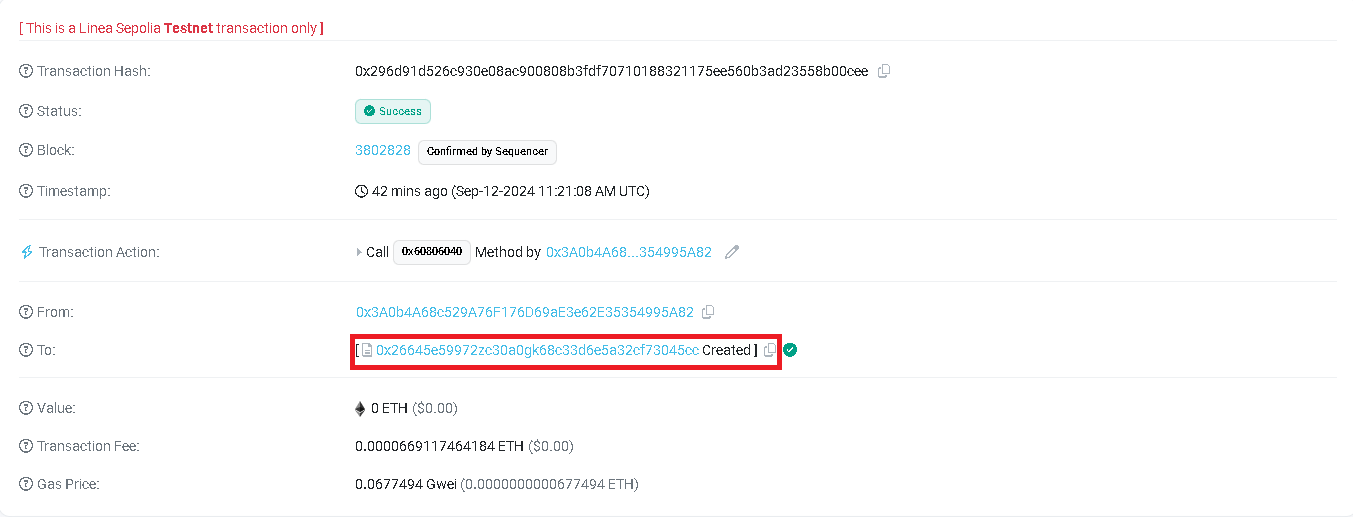 [ This is a Linea Sepolia Testnet transaction only ]
Transaction Hash: 0x296d91d526c930e08ac900808b3fdf70710188321175ee560b3ad23558b00cee
Status: Success
Block: 3802828 Confirmed by Sequencer
Timestamp: 42 mins ago (Sep-12-2024 11:21:08 AM UTC)
Transaction Action: Call 0x60806040 Method by 0x3A0b4A68...354995A82
From: 0x3A0b4A68c529A76F176D69aE3e62E35354995A82
To: [ 0x26645e59972zc30a0gk68c33d6e5a32cf73045cc Created ]
Value: 0 ETH ($0.00)
Transaction Fee: 0.0000669117464184 ETH ($0.00)
Gas Price: 0.0677494 Gwei (0.0000000000677494 ETH)